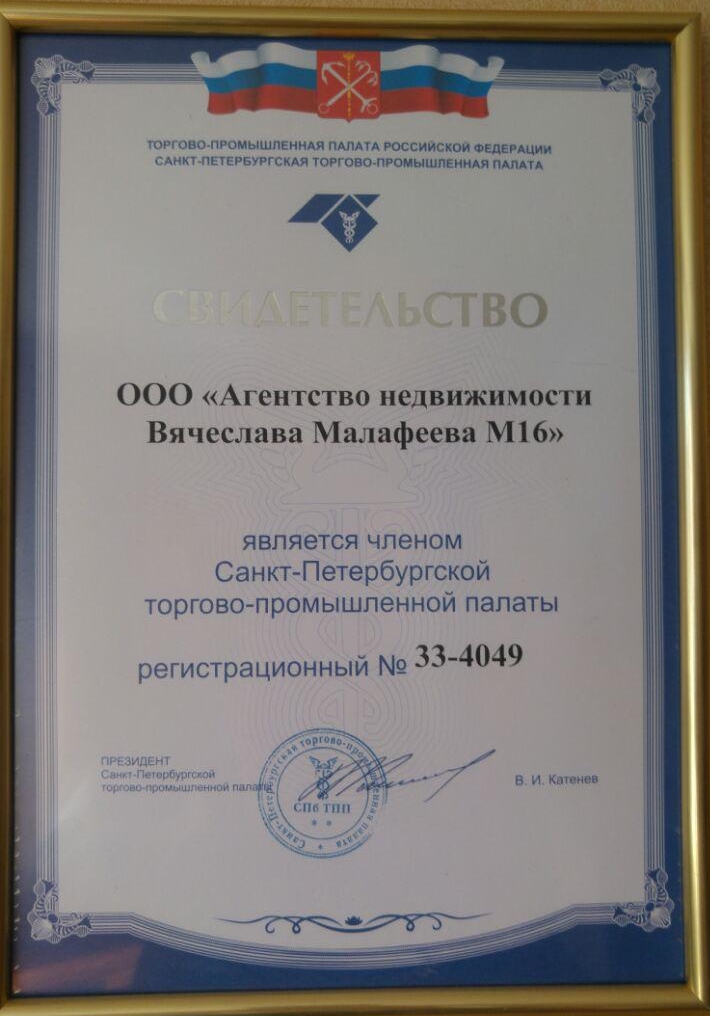 ТОРГОВО-ПРОМЫШЛЕННАЯ ПАЛАТА РОССИЙСКОЙ ФЕДЕРАЦИИ
САНКТ-ПЕТЕРБУРГСКАЯ ТОРГОВО-ПРОМЫШЛЕННАЯ ПАЛАТА
СВИДЕТЕЛЬСТВО
ООО «Агентство недвижимости
Вячеслава Малафеева М16»
является членом
Санкт-Петербургской
торгово-промышленной палаты
регистрационный № 33-4049
ПРЕЗИДЕНТ
Санкт-Петербургской
торгово-промышленной палаты
В. И. Катенев
Санкт-Петербургская торгово-промышленная палата
СПб ТПП